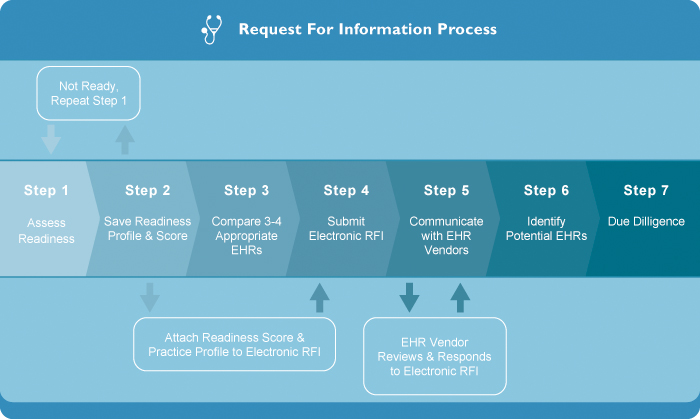 Request For Information Process
Not Ready,
Repeat Step 1
Step 1
Assess
Readiness
Step 2
Save Readiness
Profile & Score
Step 3
Compare 3-4
Appropriate
EHRs
Step 4
Submit
Electronic RFI
Step 5
Communicate
with EHR
Vendors
Step 6
Identify
Potential EHRs
Step 7
Due Dilligence
Attach Readiness Score &
Practice Profile to Electronic RFI
EHR Vendor
Reviews & Responds
to Electronic RFI